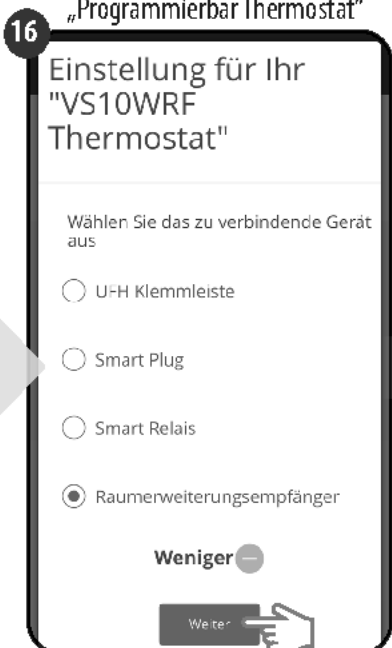 „Programmierbar Thermostat"
16
Einstellung für Ihr
"VS10WRF
Thermostat"
Wählen Sie das zu verbindende Gerät
aus
UFH Klemmleiste
Smart Plug
Smart Relais
Raumerweiterungsempfänger
Weniger
Weiter